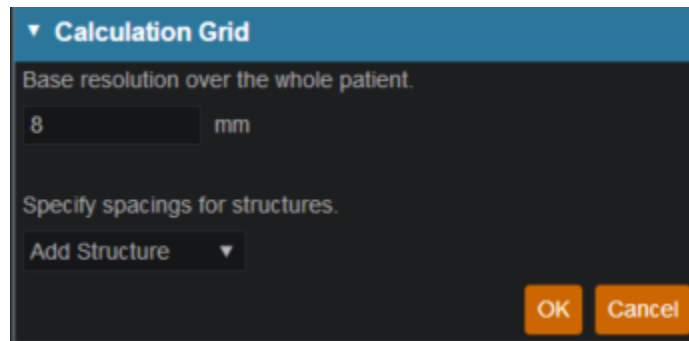 Calculation Grid
Base resolution over the whole patient.
8 mm
Specify spacings for structures.
Add Structure
OK Cancel